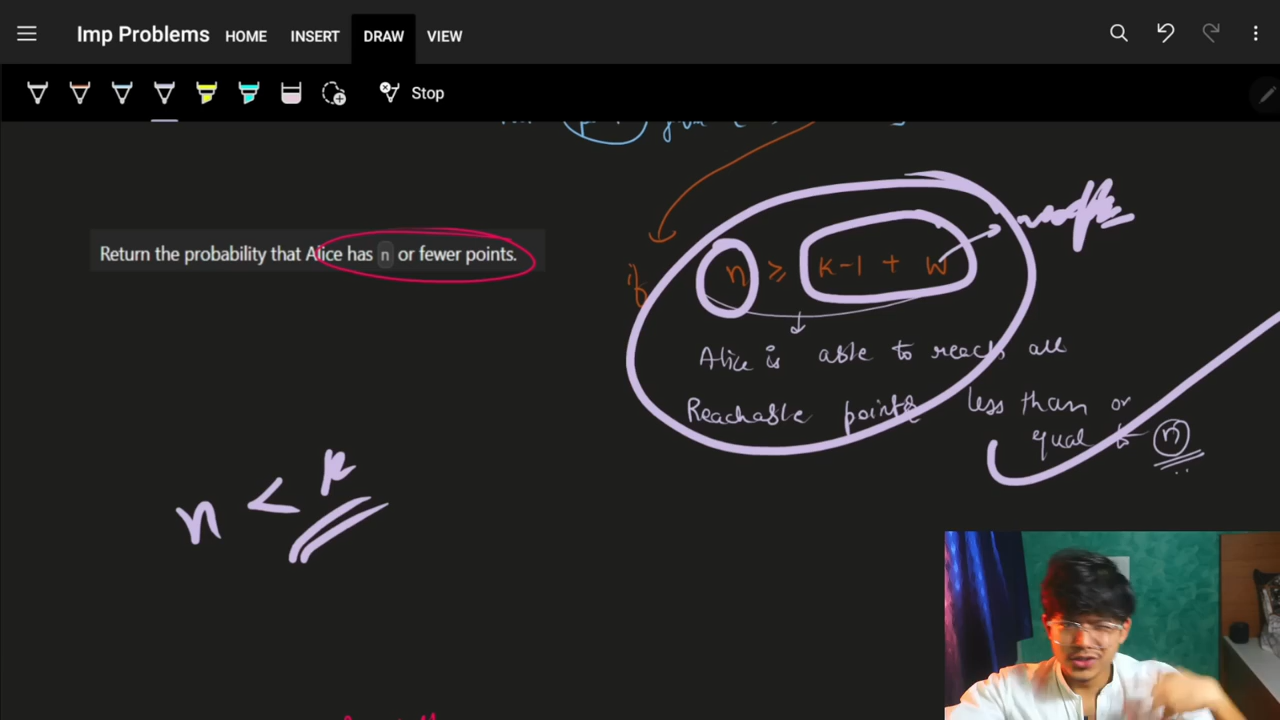 Imp Problems HOME INSERT DRAW VIEW
Stop
Return the probability that Alice has n or fewer points.
if n ≥ k-1 + W
Alice is able to reach all
Reachable points less than or
equal to n
n < k